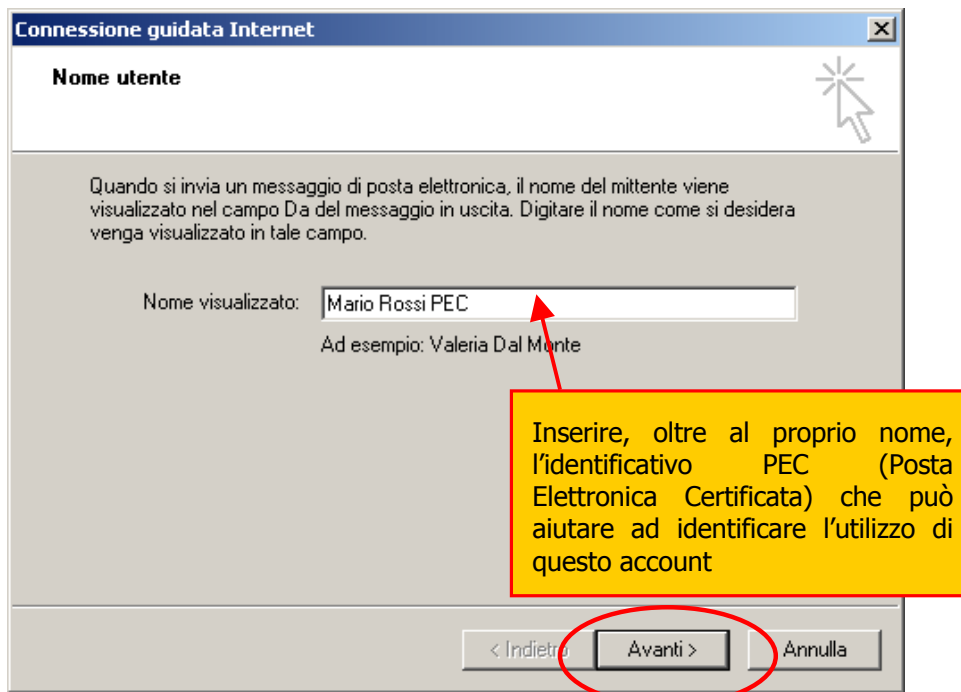 Connessione guidata Internet
Nome utente
Quando si invia un messaggio di posta elettronica, il nome del mittente viene
visualizzato nel campo Da del messaggio in uscita. Digitare il nome come si desidera
venga visualizzato in tale campo.
Nome visualizzato: Mario Rossi PEC
Ad esempio: Valeria Dal Monte
Inserire, oltre al proprio nome,
l'identificativo PEC (Posta
Elettronica Certificata) che può
aiutare ad identificare l'utilizzo di
questo account
< Indietro Avanti > Annulla